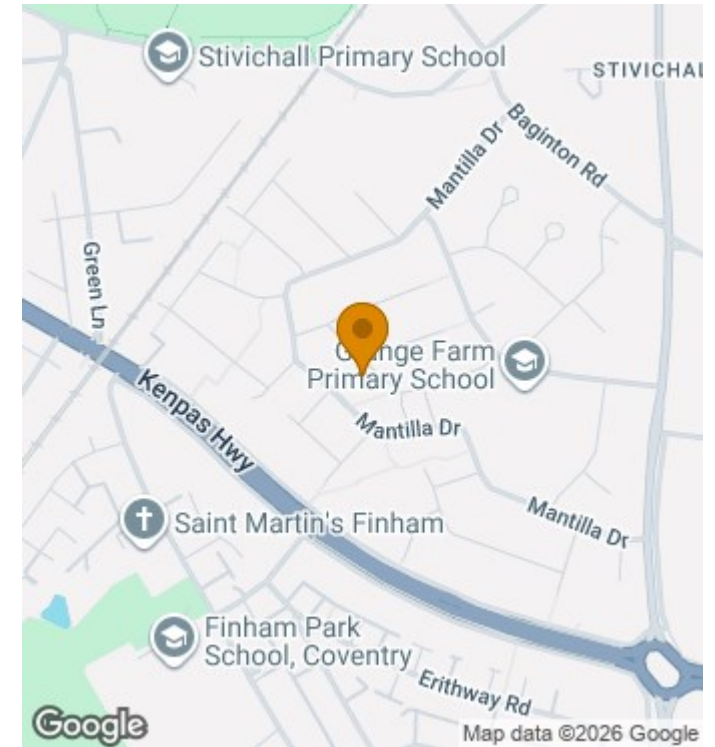 Stivichall Primary School
STIVICHAL
Baginton Rd
Mantilla Dr
Green Ln
Grange Farm
Primary School
Kenpas Hwy
Mantilla Dr
Mantilla Dr
Saint Martin's Finham
Finham Park
School, Coventry
Erithway Rd
Google
Map data ©2026 Google